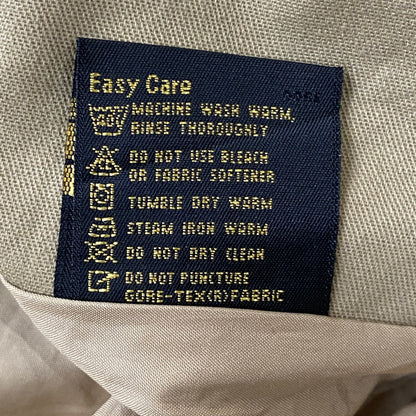 Easy Care
MACHINE WASH WARM,
RINSE THOROUGHLY
DO NOT USE BLEACH
OR FABRIC SOFTENER
TUMBLE DRY WARM
STEAM IRON WARM
DO NOT DRY CLEAN
DO NOT PUNCTURE
GORE-TEX(R)FABRIC